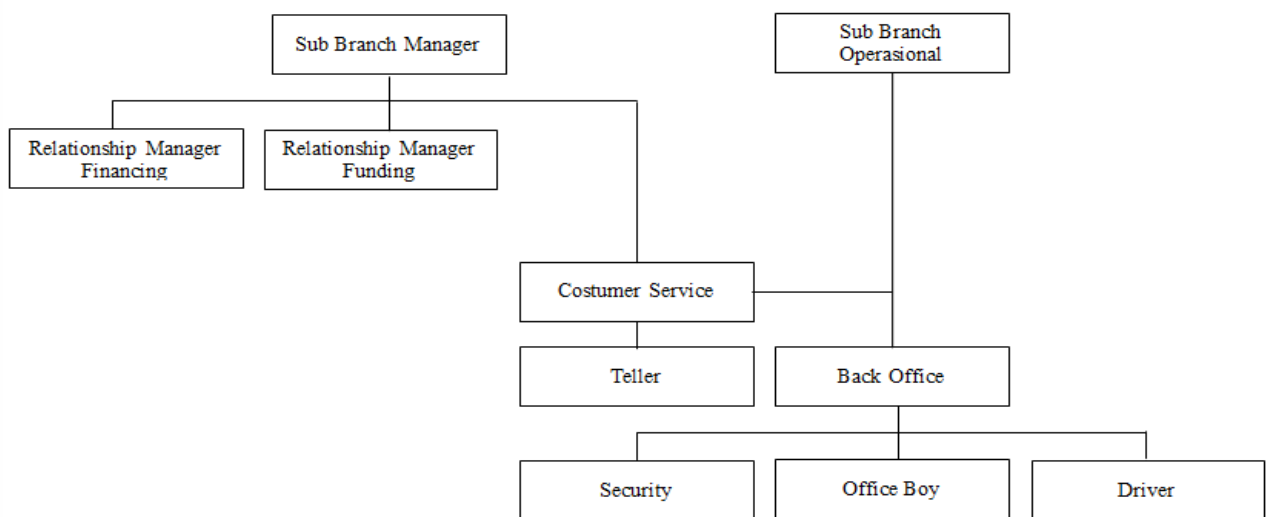 Sub Branch Manager
Sub Branch
Operasional
Relationship Manager
Financing
Relationship Manager
Funding
Costumer Service
Teller
Back Office
Security
Office Boy
Driver